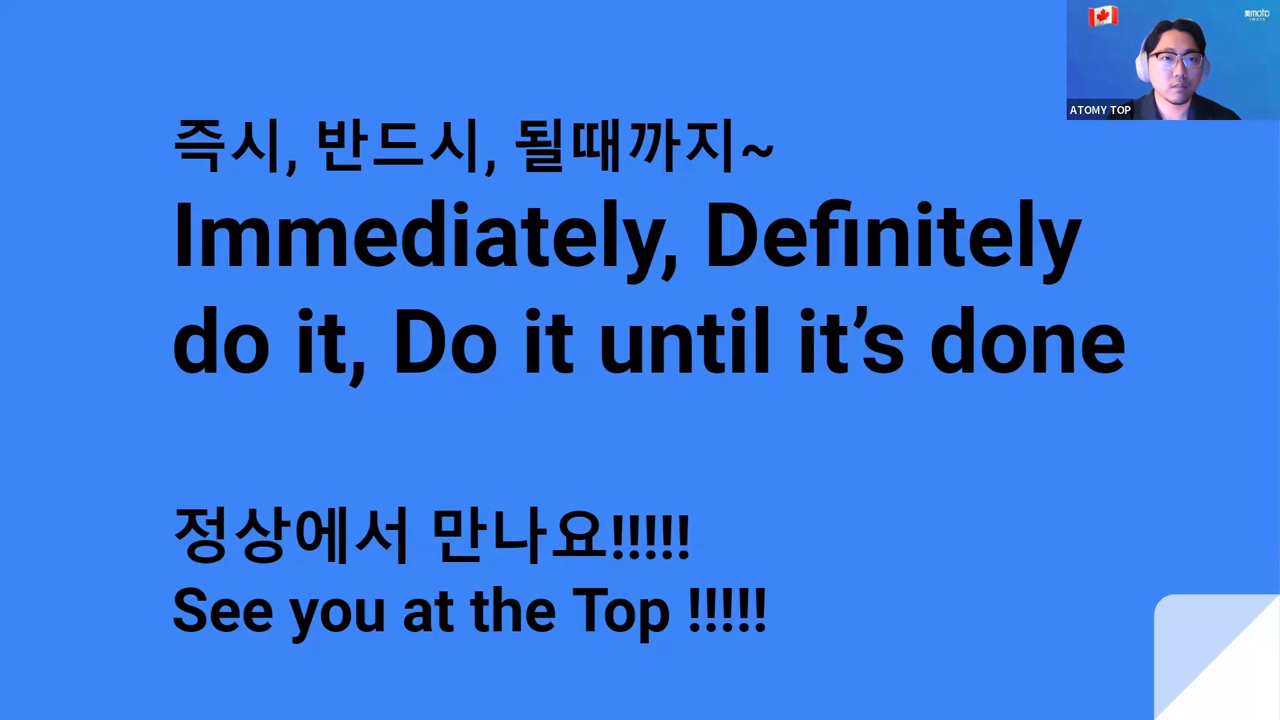 즉시, 반드시, 될때까지~
Immediately, Definitely
do it, Do it until it’s done
정상에서 만나요!!!!!
See you at the Top !!!!!
ATOMY TOP